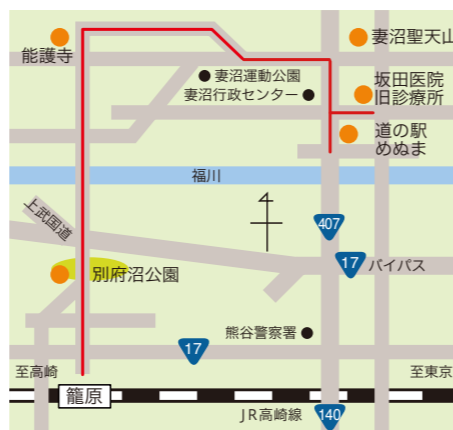 能護寺
妻沼聖天山
妻沼運動公園
妻沼行政センター
坂田医院
旧診療所
道の駅
めぬま
福川
上武国道
407
17
バイパス
別府沼公園
熊谷警察署
17
至高崎
至東京
籠原
JR高崎線
140